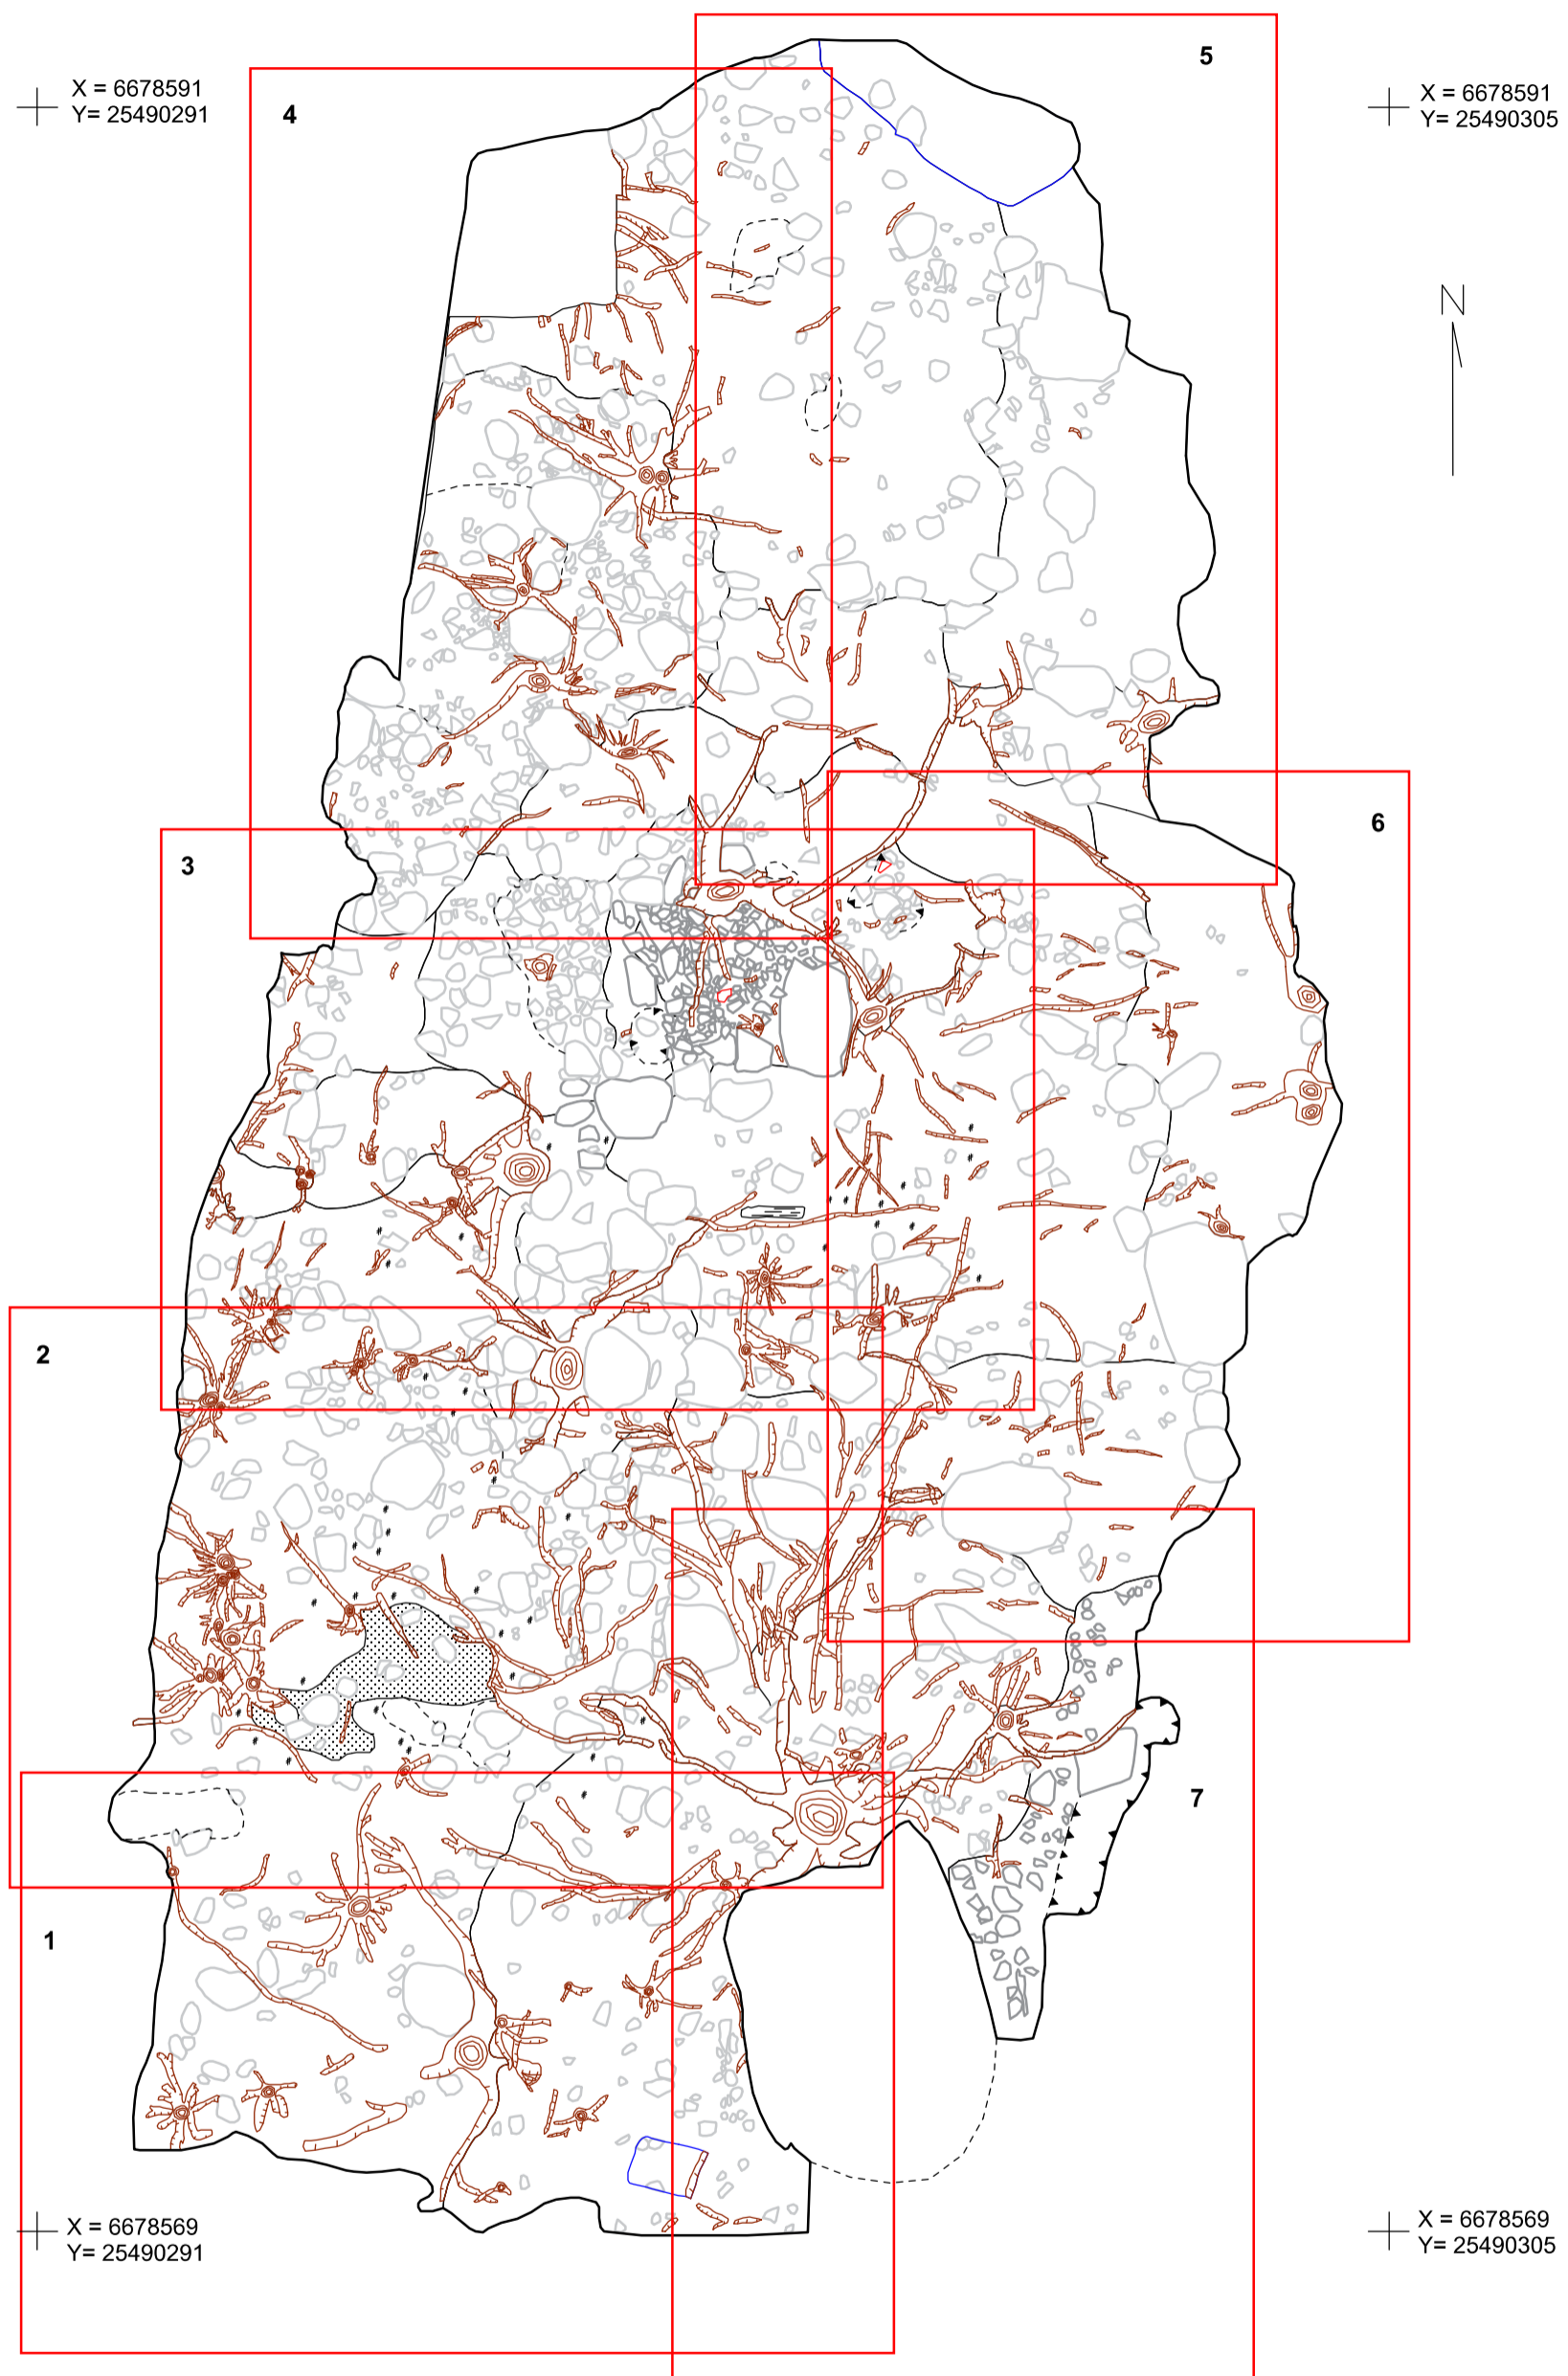 5
X = 6678591
Y= 25490291
X = 6678591
Y= 25490305
4
N
6
3
2
7
1
X = 6678569
Y= 25490291
X = 6678569
Y= 25490305